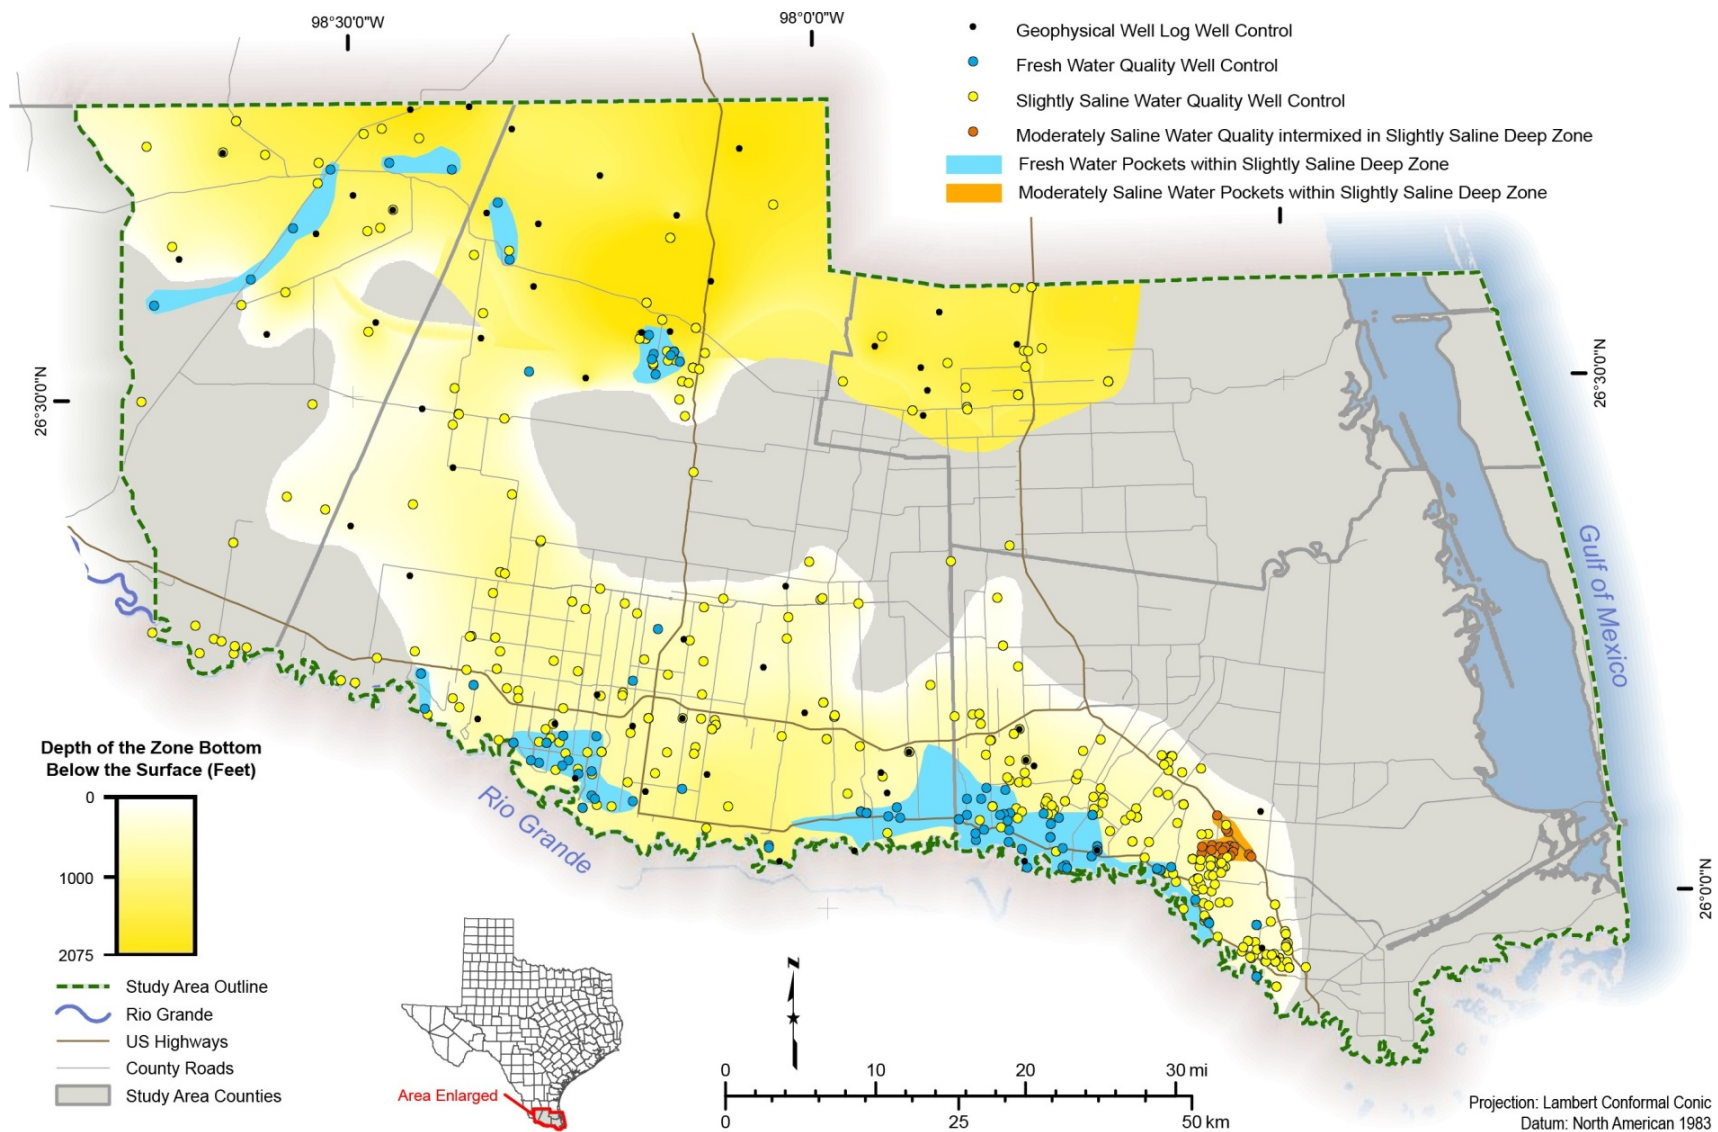 98°30'0"W
98°0'0"W
Geophysical Well Log Well Control
Fresh Water Quality Well Control
Slightly Saline Water Quality Well Control
Moderately Saline Water Quality intermixed in Slightly Saline Deep Zone
Fresh Water Pockets within Slightly Saline Deep Zone
Moderately Saline Water Pockets within Slightly Saline Deep Zone
26°30'0"N
26°3'0"N
Gulf of Mexico
Depth of the Zone Bottom
Below the Surface (Feet)
0
1000
2075
Rio Grande
26°0'0"N
Study Area Outline
Rio Grande
US Highways
County Roads
Study Area Counties
Area Enlarged
N
0 10 20 30 mi
0 25 50 km
Projection: Lambert Conformal Conic
Datum: North American 1983